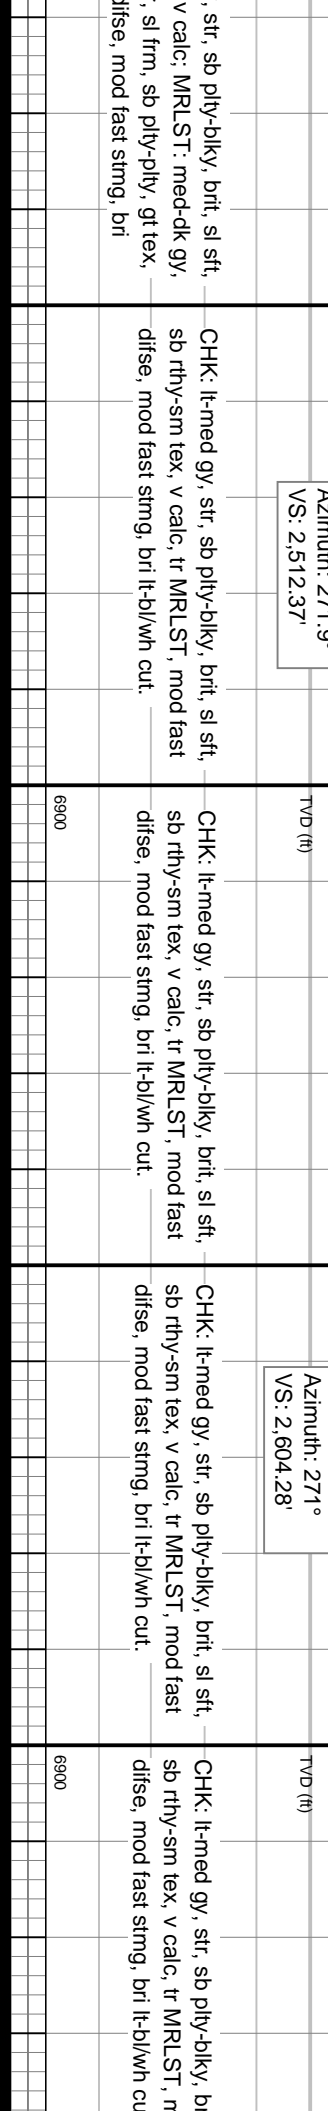 , str, sb plty-blky, brit, sl sft,
v calc; MRLST: med-dk gy,
, sl frm, sb plty-plty, gt tex,
difse, mod fast stmg, bri
VS: 2,512.37'
CHK: lt-med gy, str, sb plty-blky, brit, sl sft,
sb rthy-sm tex, v calc, tr MRLST, mod fast
difse, mod fast stmg, bri lt-bl/wh cut.
TVD (ft)
CHK: lt-med gy, str, sb plty-blky, brit, sl sft,
sb rthy-sm tex, v calc, tr MRLST, mod fast
difse, mod fast stmg, bri lt-bl/wh cut.
6900
Azimuth: 271°
VS: 2,604.28'
CHK: lt-med gy, str, sb plty-blky, brit, sl sft,
sb rthy-sm tex, v calc, tr MRLST, mod fast
difse, mod fast stmg, bri lt-bl/wh cut.
TVD (ft)
CHK: lt-med gy, str, sb plty-blky, br
sb rthy-sm tex, v calc, tr MRLST, m
difse, mod fast stmg, bri lt-bl/wh cu
6900